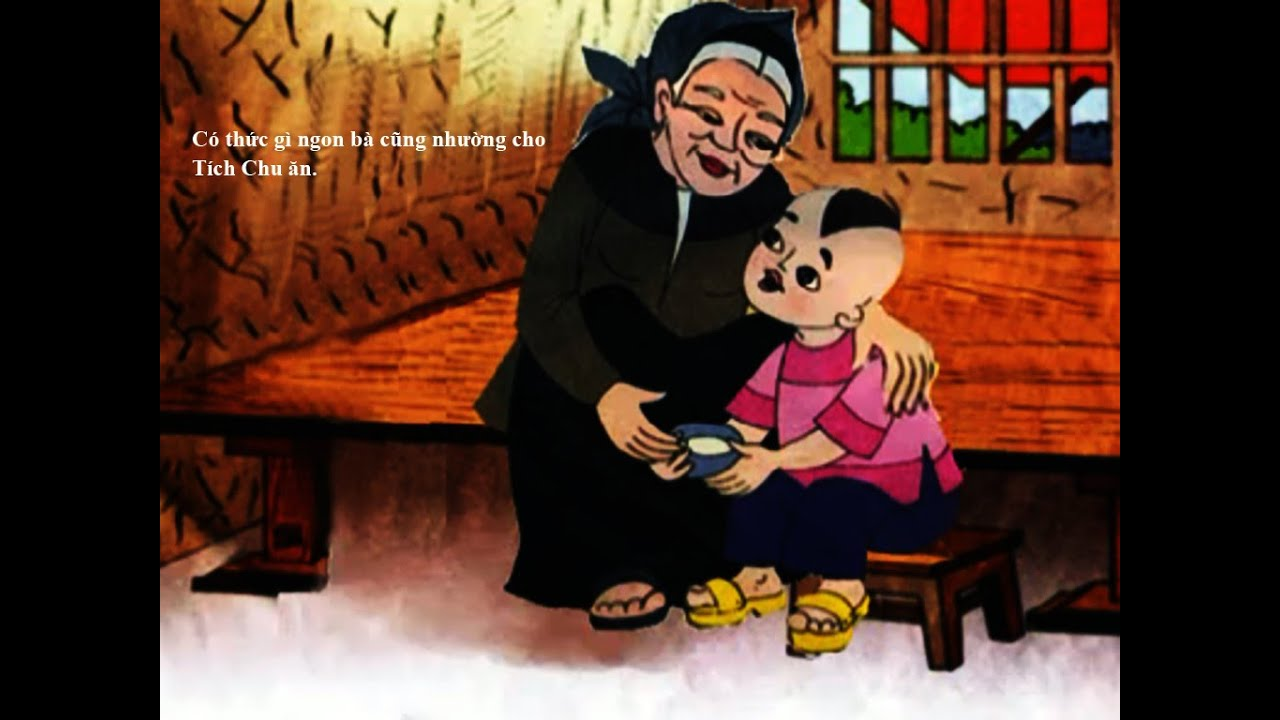 Có thức gì ngon bà cũng nhường cho
Tích Chu ăn.